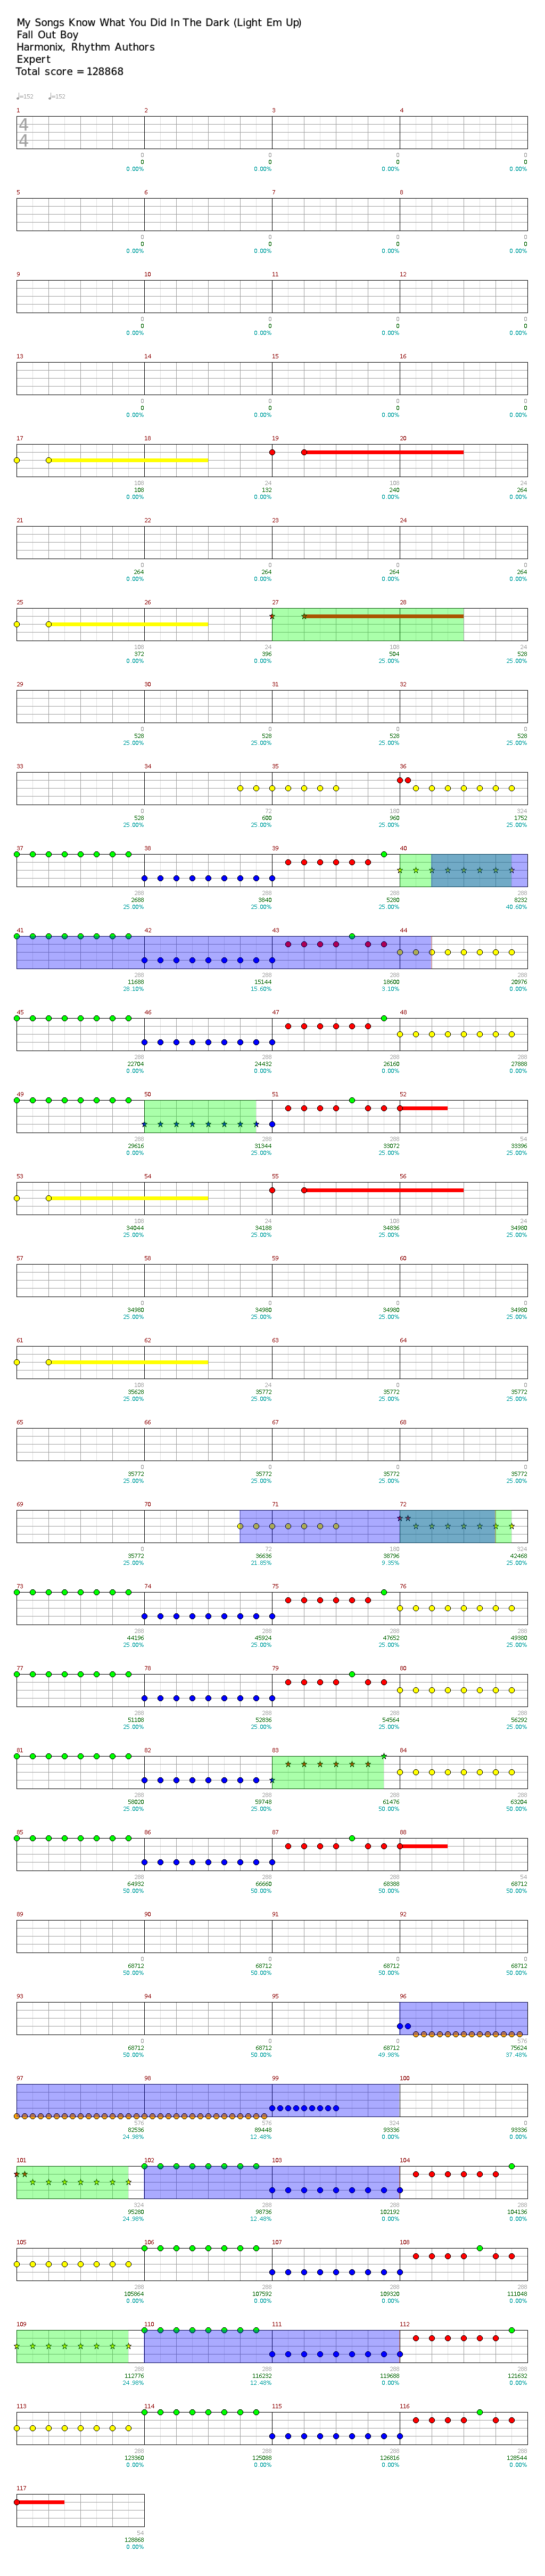 My Songs Know What You Did In The Dark (Light Em Up)
Fall Out Boy
Harmonix, Rhythm Authors
Expert
Total score = 128868
♩=152 ♩=152
1 2 3 4
4
4
0 0 0 0
0 0 0 0
0.00% 0.00% 0.00% 0.00%
5 6 7 8
0 0 0 0
0 0 0 0
0.00% 0.00% 0.00% 0.00%
9 10 11 12
0 0 0 0
0 0 0 0
0.00% 0.00% 0.00% 0.00%
13 14 15 16
0 0 0 0
0 0 0 0
0.00% 0.00% 0.00% 0.00%
17 18 19 20
108 24 108 24
108 132 240 264
0.00% 0.00% 0.00% 0.00%
21 22 23 24
0 0 0 0
264 264 264 264
0.00% 0.00% 0.00% 0.00%
25 26 27 28
108 24 108 24
372 396 504 528
0.00% 0.00% 25.00% 25.00%
29 30 31 32
0 0 0 0
528 528 528 528
25.00% 25.00% 25.00% 25.00%
33 34 35 36
0 72 180 324
528 600 960 1752
25.00% 25.00% 25.00% 25.00%
37 38 39 40
288 288 288 288
2688 3840 5280 8232
25.00% 25.00% 25.00% 40.60%
41 42 43 44
288 288 288 288
11688 15144 18600 20976
28.10% 15.60% 3.10% 0.00%
45 46 47 48
288 288 288 288
22704 24432 26160 27888
0.00% 0.00% 0.00% 0.00%
49 50 51 52
288 288 288 54
29616 31344 33072 33396
0.00% 25.00% 25.00% 25.00%
53 54 55 56
108 24 108 24
34044 34188 34836 34980
25.00% 25.00% 25.00% 25.00%
57 58 59 60
0 0 0 0
34980 34980 34980 34980
25.00% 25.00% 25.00% 25.00%
61 62 63 64
108 24 0 0
35628 35772 35772 35772
25.00% 25.00% 25.00% 25.00%
65 66 67 68
0 0 0 0
35772 35772 35772 35772
25.00% 25.00% 25.00% 25.00%
69 70 71 72
0 72 180 324
35772 36636 38796 42468
25.00% 21.85% 9.35% 25.00%
73 74 75 76
288 288 288 288
44196 45924 47652 49380
25.00% 25.00% 25.00% 25.00%
77 78 79 80
288 288 288 288
51108 52836 54564 56292
25.00% 25.00% 25.00% 25.00%
81 82 83 84
288 288 288 288
58020 59748 61476 63204
25.00% 25.00% 50.00% 50.00%
85 86 87 88
288 288 288 54
64932 66660 68388 68712
50.00% 50.00% 50.00% 50.00%
89 90 91 92
0 0 0 0
68712 68712 68712 68712
50.00% 50.00% 50.00% 50.00%
93 94 95 96
0 0 0 576
68712 68712 68712 75624
50.00% 50.00% 49.98% 37.48%
97 98 99 100
576 576 324 0
82536 89448 93336 93336
24.98% 12.48% 0.00% 0.00%
101 102 103 104
324 288 288 288
95280 98736 102192 104136
24.98% 12.48% 0.00% 0.00%
105 106 107 108
288 288 288 288
105864 107592 109320 111048
0.00% 0.00% 0.00% 0.00%
109 110 111 112
288 288 288 288
112776 116232 119688 121632
24.98% 12.48% 0.00% 0.00%
113 114 115 116
288 288 288 288
123360 125088 126816 128544
0.00% 0.00% 0.00% 0.00%
117
54
128868
0.00%